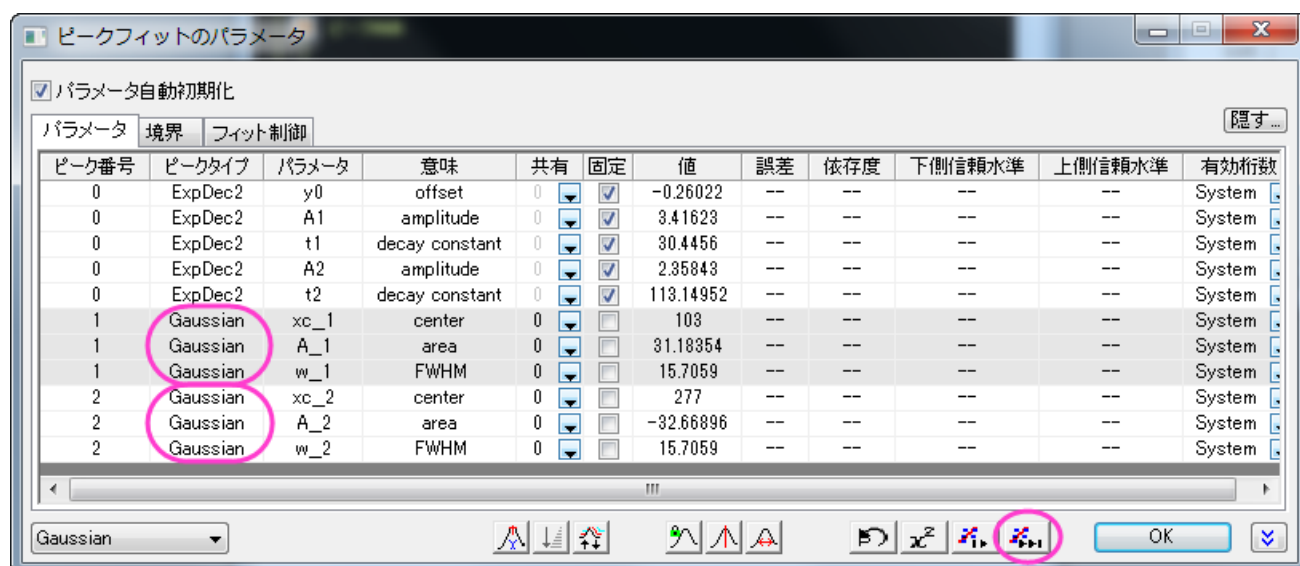 ピークフィットのパラメータ
パラメータ自動初期化
パラメータ 境界 フィット制御 隠す...
ピーク番号 ピークタイプ パラメータ 意味 共有 固定 値 誤差 依存度 下側信頼水準 上側信頼水準 有効桁数
0 ExpDec2 y0 offset 0 -0.26022 -- -- -- -- System
0 ExpDec2 A1 amplitude 0 3.41623 -- -- -- -- System
0 ExpDec2 t1 decay constant 0 30.4456 -- -- -- -- System
0 ExpDec2 A2 amplitude 0 2.35843 -- -- -- -- System
0 ExpDec2 t2 decay constant 0 113.14952 -- -- -- -- System
1 Gaussian xc_1 center 0 103 -- -- -- -- System
1 Gaussian A_1 area 0 31.18354 -- -- -- -- System
1 Gaussian w_1 FWHM 0 15.7059 -- -- -- -- System
2 Gaussian xc_2 center 0 277 -- -- -- -- System
2 Gaussian A_2 area 0 -32.66896 -- -- -- -- System
2 Gaussian w_2 FWHM 0 15.7059 -- -- -- -- System
Gaussian χ² OK